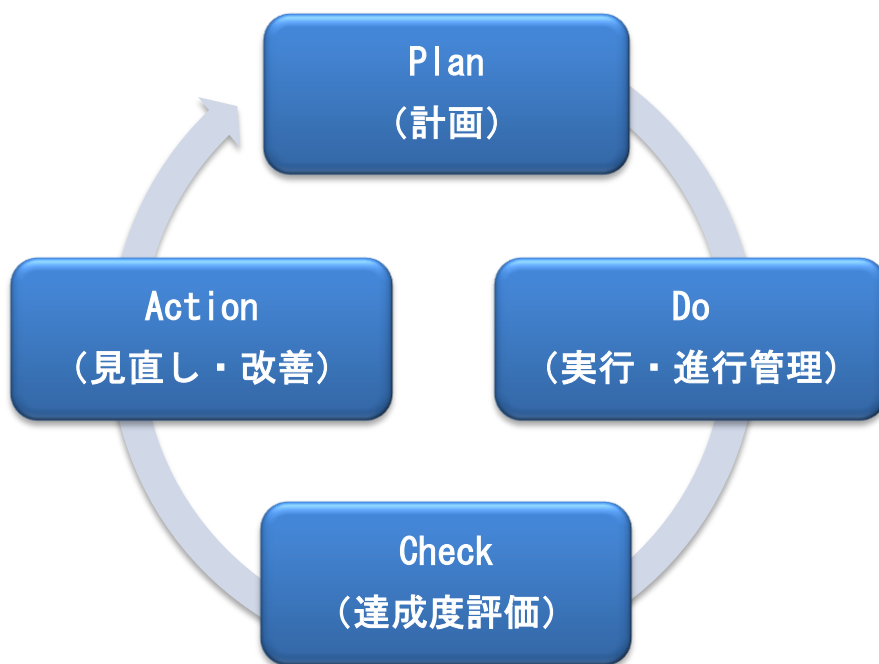 Plan
（計画）
Do
（実行・進行管理）
Check
（達成度評価）
Action
（見直し・改善）